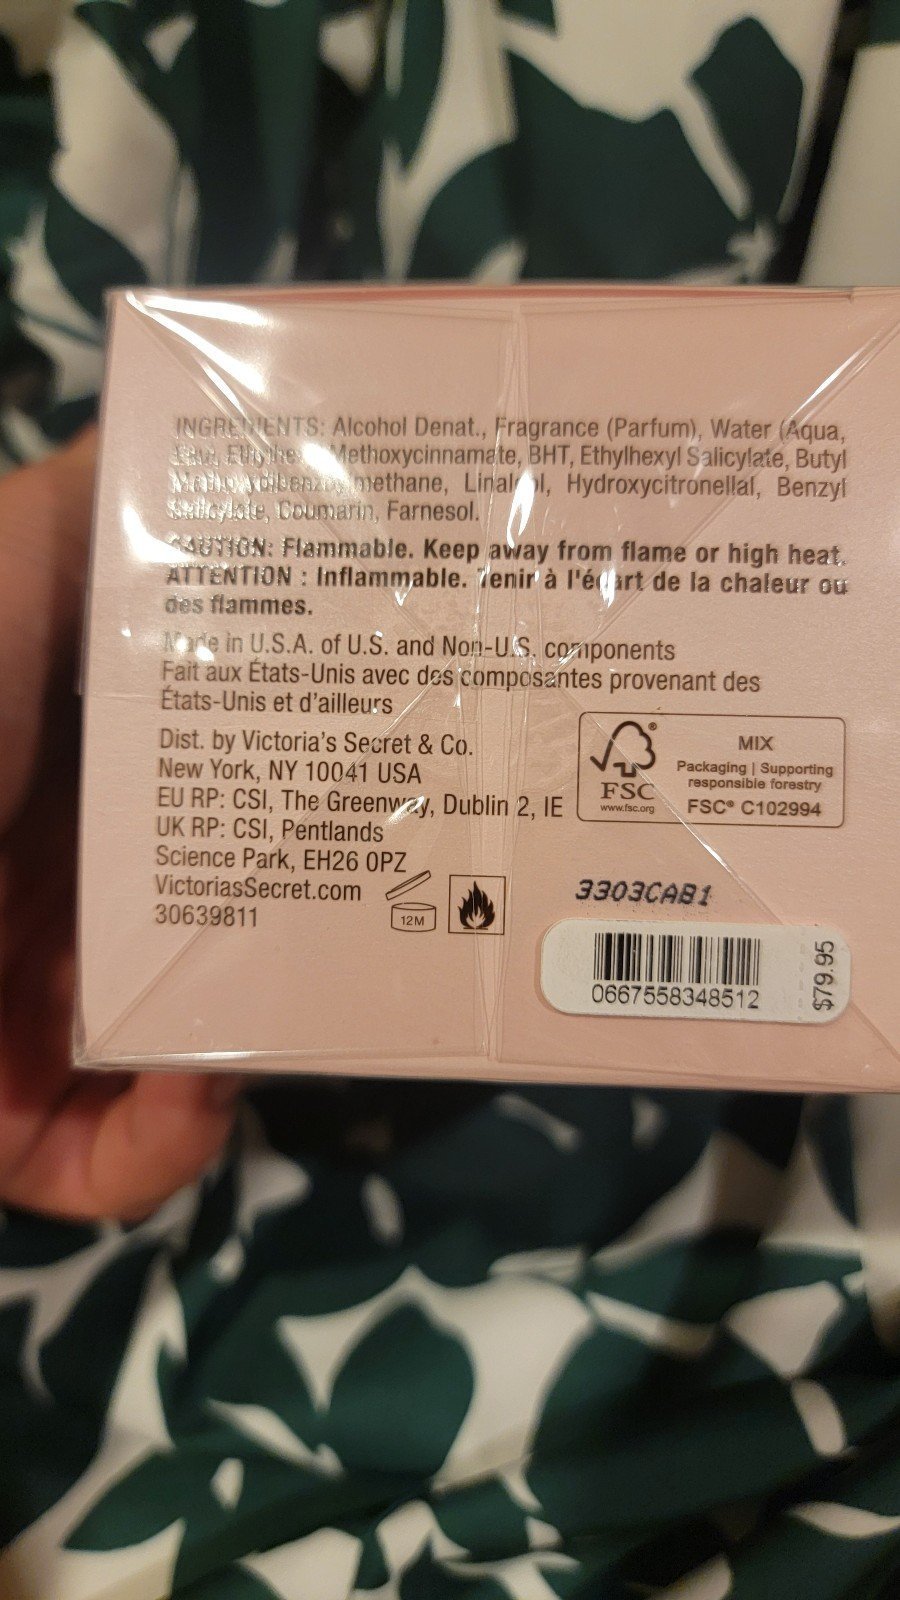 INGREDIENTS: Alcohol Denat., Fragrance (Parfum), Water (Aqua,
Methoxycinnamate, BHT, Ethylhexyl Salicylate, Butyl
Linalool, Hydroxycitronellal, Benzyl
Salicylate, Coumarin, Farnesol.
CAUTION: Flammable. Keep away from flame or high heat.
ATTENTION : Inflammable. Tenir à l'écart de la chaleur ou
des flammes.
Made in U.S.A. of U.S. and Non-U.S. components
Fait aux États-Unis avec des composantes provenant des
États-Unis et d'ailleurs
Dist. by Victoria's Secret & Co.
New York, NY 10041 USA
EU RP: CSI, The Greenway, Dublin 2, IE
UK RP: CSI, Pentlands
Science Park, EH26 0PZ
VictoriasSecret.com
30639811
12M
®
FSC
www.fsc.org
MIX
Packaging | Supporting
responsible forestry
FSC® C102994
3303CAB1
0667558348512
$79.95